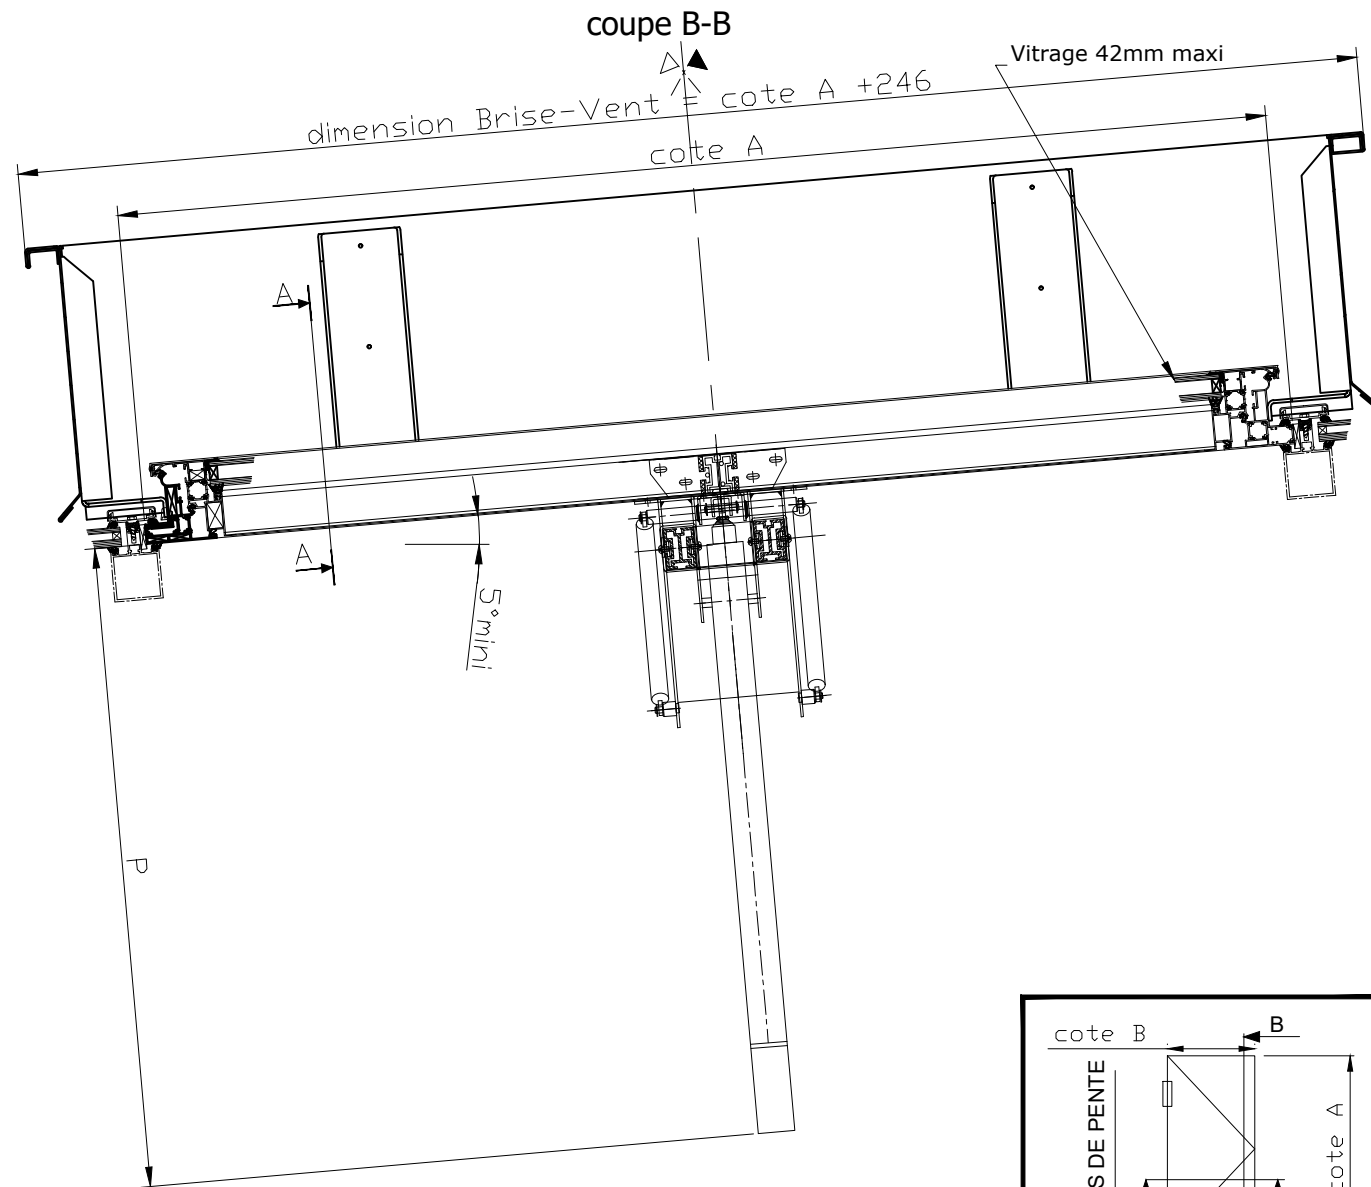 coupe B-B
Vitrage 42mm maxi
dimension Brise-Vent = cote A +246
cote A
A
A
5°mini
P
cote B
B
S DE PENTE
cote A